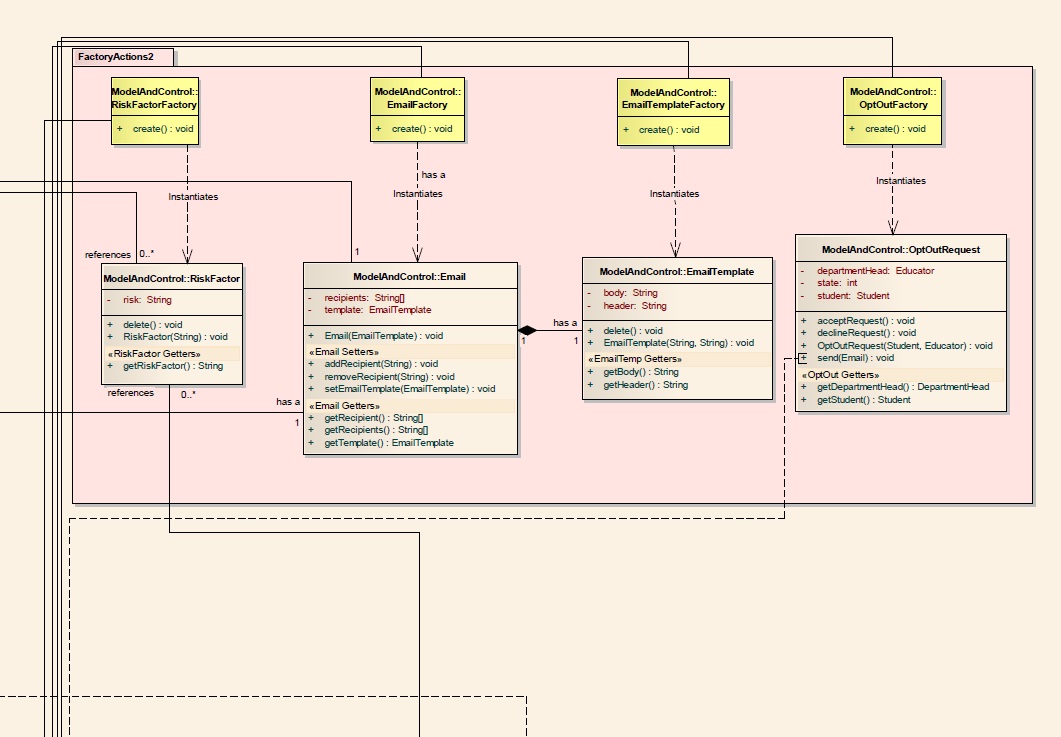 FactoryActions2
ModelAndControl::
RiskFactorFactory
+ create() : void
ModelAndControl::
EmailFactory
+ create() : void
ModelAndControl::
EmailTemplateFactory
+ create() : void
ModelAndControl::
OptOutFactory
+ create() : void
Instantiates
has a
Instantiates
Instantiates
Instantiates
references
0..*
1
ModelAndControl::RiskFactor
- risk: String
+ delete() : void
+ RiskFactor(String) : void
«RiskFactor Getters»
+ getRiskFactor() : String
references
0..*
ModelAndControl::Email
- recipients: String[]
- template: EmailTemplate
+ Email(EmailTemplate) : void
«Email Setters»
+ addRecipient(String) : void
+ removeRecipient(String) : void
+ setEmailTemplate(EmailTemplate) : void
«Email Getters»
+ getRecipient() : String[]
+ getRecipients() : String[]
+ getTemplate() : EmailTemplate
has a
1
has a
1
1
ModelAndControl::EmailTemplate
- body: String
- header: String
+ delete() : void
+ EmailTemplate(String, String) : void
«EmailTemp Getters»
+ getBody() : String
+ getHeader() : String
ModelAndControl::OptOutRequest
- departmentHead: Educator
- state: int
- student: Student
+ acceptRequest() : void
+ declineRequest() : void
+ OptOutRequest(Student, Educator) : void
+ send(Email) : void
«OptOut Getters»
+ getDepartmentHead() : DepartmentHead
+ getStudent() : Student